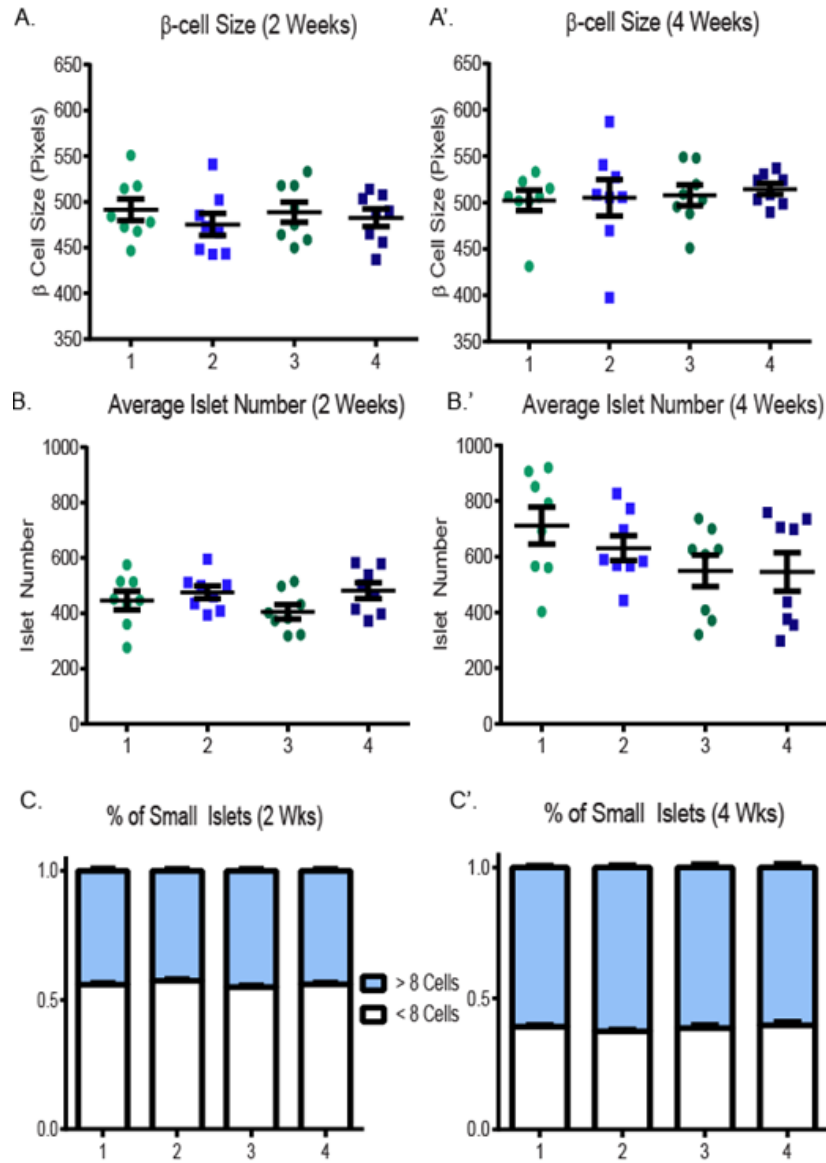 A.
β-cell Size (2 Weeks)
β Cell Size (Pixels)
650
600
550
500
450
400
350
1 2 3 4
A'.
β-cell Size (4 Weeks)
β Cell Size (Pixels)
650
600
550
500
450
400
350
1 2 3 4
B.
Average Islet Number (2 Weeks)
Islet Number
1000
800
600
400
200
0
1 2 3 4
B.'
Average Islet Number (4 Weeks)
Islet Number
1000
800
600
400
200
0
1 2 3 4
C.
% of Small Islets (2 Wks)
1.0
0.5
0.0
1 2 3 4
> 8 Cells
< 8 Cells
C'.
% of Small Islets (4 Wks)
1.0
0.5
0.0
1 2 3 4